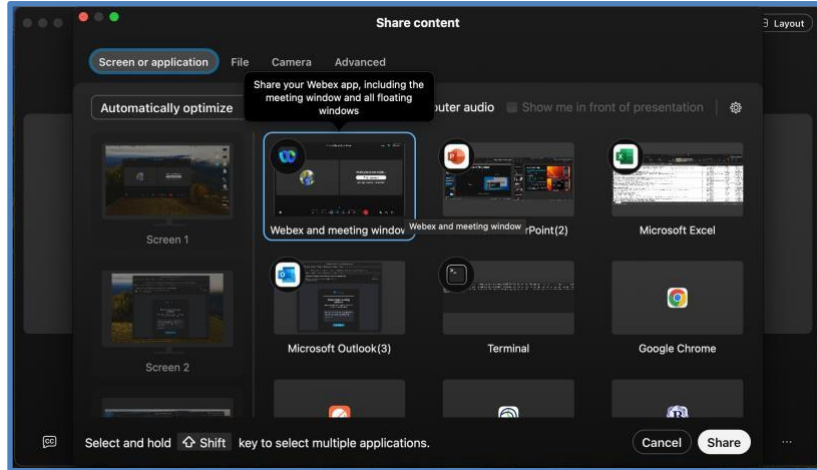 Share content
Layout
Screen or application
File
Camera
Advanced
Share your Webex app, including the
meeting window and all floating
windows
Automatically optimize
uter audio
Show me in front of presentation
Webex and meeting window
Webex and meeting window
rPoint(2)
Microsoft Excel
Screen 1
Microsoft Outlook(3)
Terminal
Google Chrome
Screen 2
Select and hold
Shift
key to select multiple applications.
Cancel
Share